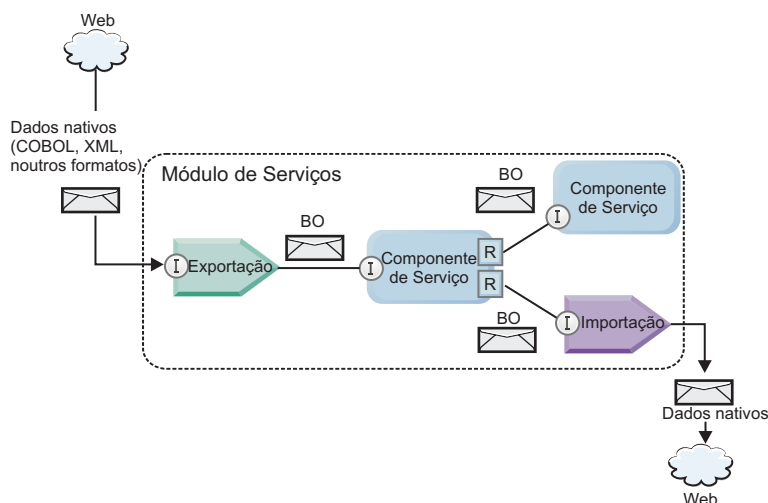 Web
Dados nativos
(COBOL, XML,
noutros formatos)
Módulo de Serviços
I
Exportação
BO
I
Componente
de Serviço
R
R
BO
I
Componente
de Serviço
BO
I
Importação
Dados nativos
Web